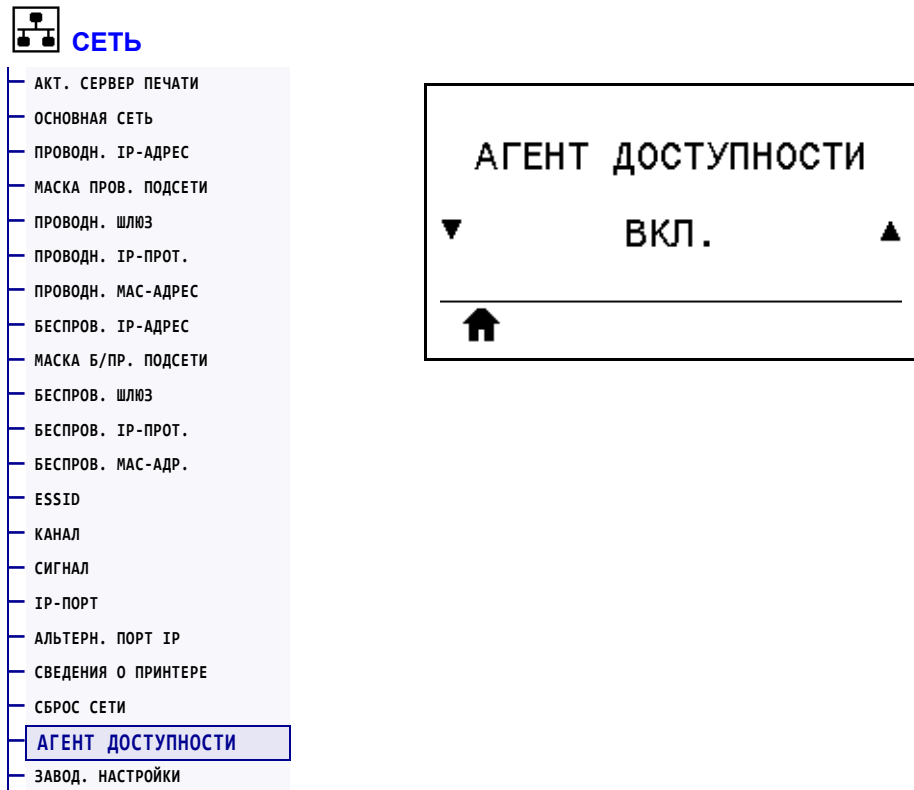 СЕТЬ
АКТ. СЕРВЕР ПЕЧАТИ
ОСНОВНАЯ СЕТЬ
ПРОВОДН. IP-АДРЕС
МАСКА ПРОВ. ПОДСЕТИ
ПРОВОДН. ШЛЮЗ
ПРОВОДН. IP-ПРОТ.
ПРОВОДН. MAC-АДРЕС
БЕСПРОВ. IP-АДРЕС
МАСКА Б/ПР. ПОДСЕТИ
БЕСПРОВ. ШЛЮЗ
БЕСПРОВ. IP-ПРОТ.
БЕСПРОВ. MAC-АДР.
ESSID
КАНАЛ
СИГНАЛ
IP-ПОРТ
АЛЬТЕРН. ПОРТ IP
СВЕДЕНИЯ О ПРИНТЕРЕ
СБРОС СЕТИ
АГЕНТ ДОСТУПНОСТИ
ЗАВОД. НАСТРОЙКИ
АГЕНТ ДОСТУПНОСТИ
ВКЛ.